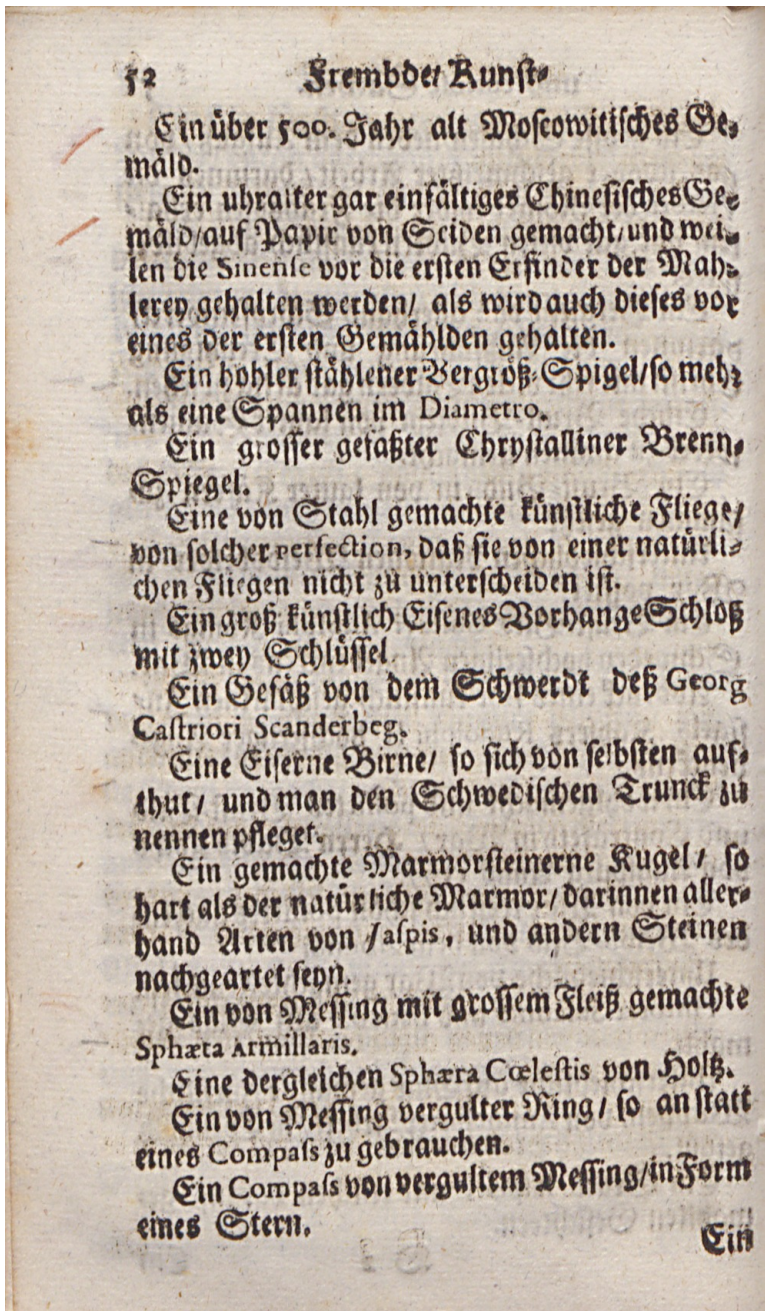 52 Frembde/ Kunst-
Ein über 500. Jahr alt Moscowitisches Ge-
mäld.
Ein uhralter gar einfältiges Chinesisches Ge-
mäld/auf Papir von Seiden gemacht/und wei-
len die Sinense vor die ersten Erfinder der Mah-
lerey gehalten werden/ als wird auch dieses vor
eines der ersten Gemählden gehalten.
Ein hohler stählener Vergröß-Spigel/so mehr
als eine Spannen im Diametro.
Ein grosser gefaßter Chrystalliner Brenn-
Spiegel.
Eine von Stahl gemachte künstliche Fliege/
von solcher perfection, daß sie von einer natürli-
chen Fliegen nicht zu unterscheiden ist.
Ein groß künstlich Eisenes Vorhange Schloß
mit zwey Schlüssel.
Ein Gefäß von dem Schwerdt deß Georg
Castriori Scanderbeg.
Eine Eiserne Birne/ so sich von selbsten auf-
thut/ und man den Schwedischen Trunck zu
nennen pfleget.
Ein gemachte Marmorsteinerne Kugel/ so
hart als der natürliche Marmor/darinnen aller-
hand Arten von Jaspis, und andern Steinen
nachgeartet seyn.
Ein von Messing mit grossem Fleiß gemachte
Sphæra Armillaris.
Eine dergleichen Sphæra Cœlestis von Holtz.
Ein von Messing vergulter Ring/ so an statt
eines Compass zu gebrauchen.
Ein Compass von vergultem Messing/in Form
eines Stern.
Ein